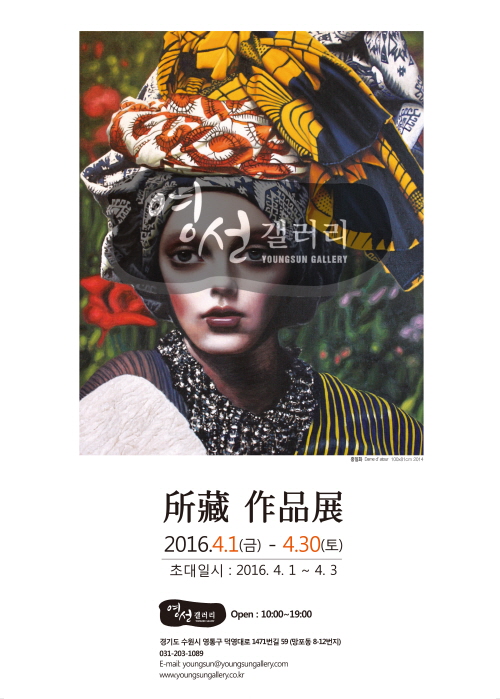 영선 갤러리
YOUNGSUN GALLERY
所藏 作品展
2016.4.1(금) - 4.30(토)
초대일시 : 2016. 4. 1 ~ 4. 3
영선 갤러리
YOUNGSUN GALLERY
Open : 10:00~19:00
경기도 수원시 영통구 덕영대로 1471번길 59 (망포동 8-12번지)
031-203-1089
E-mail: youngsun@youngsungallery.com
www.youngsungallery.co.kr